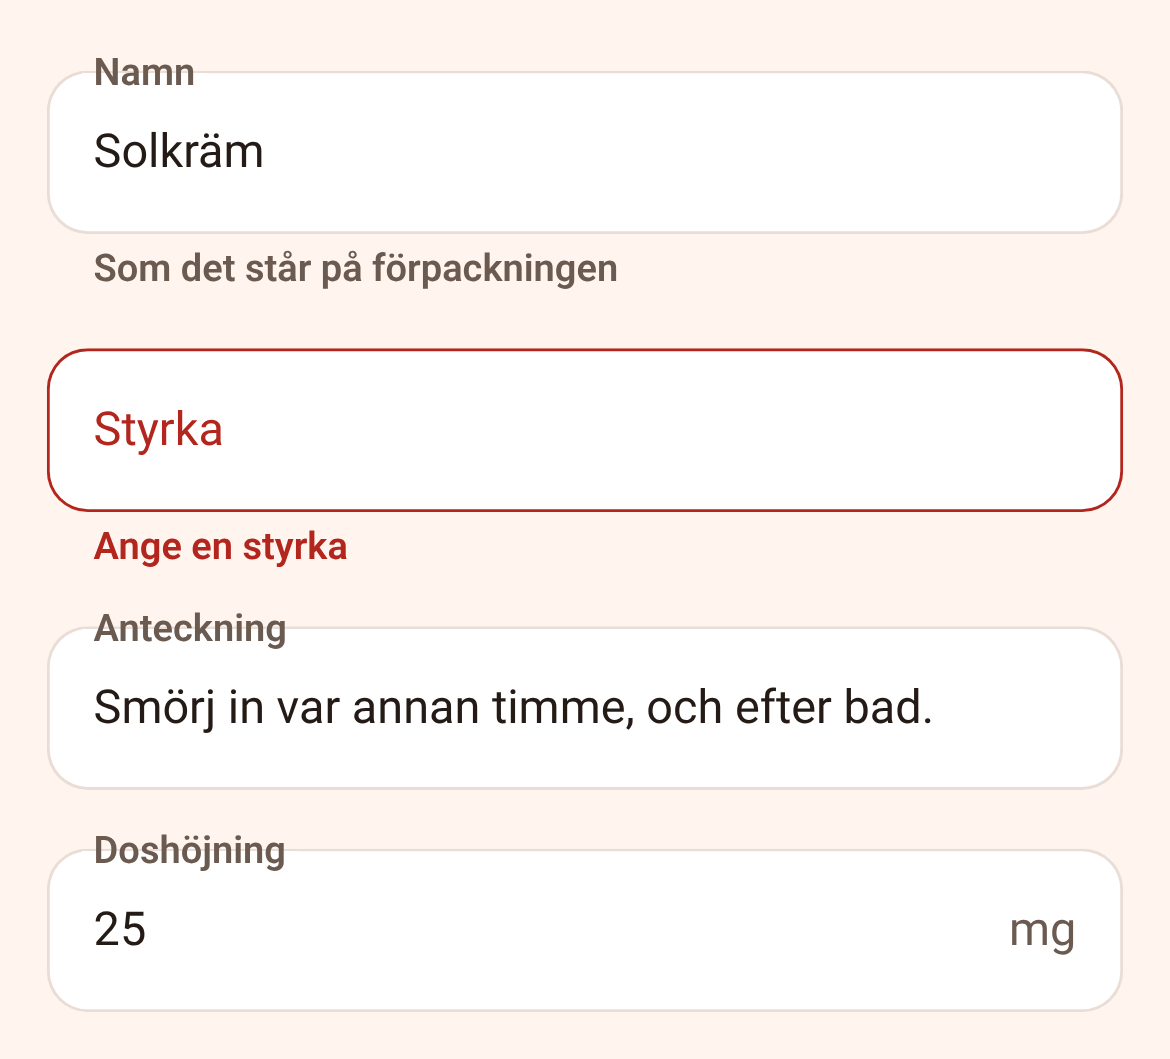 Namn
Solkräm
Som det står på förpackningen
Styrka
Ange en styrka
Anteckning
Smörj in var annan timme, och efter bad.
Doshöjning
25 mg